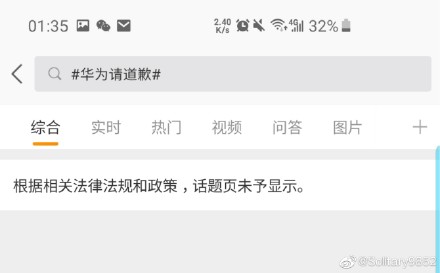 01:35 2.40 K/s 4G 32%
#华为请道歉#
综合 实时 热门 视频 问答 图片
根据相关法律法规和政策，话题页未予显示。
@Solitary9652